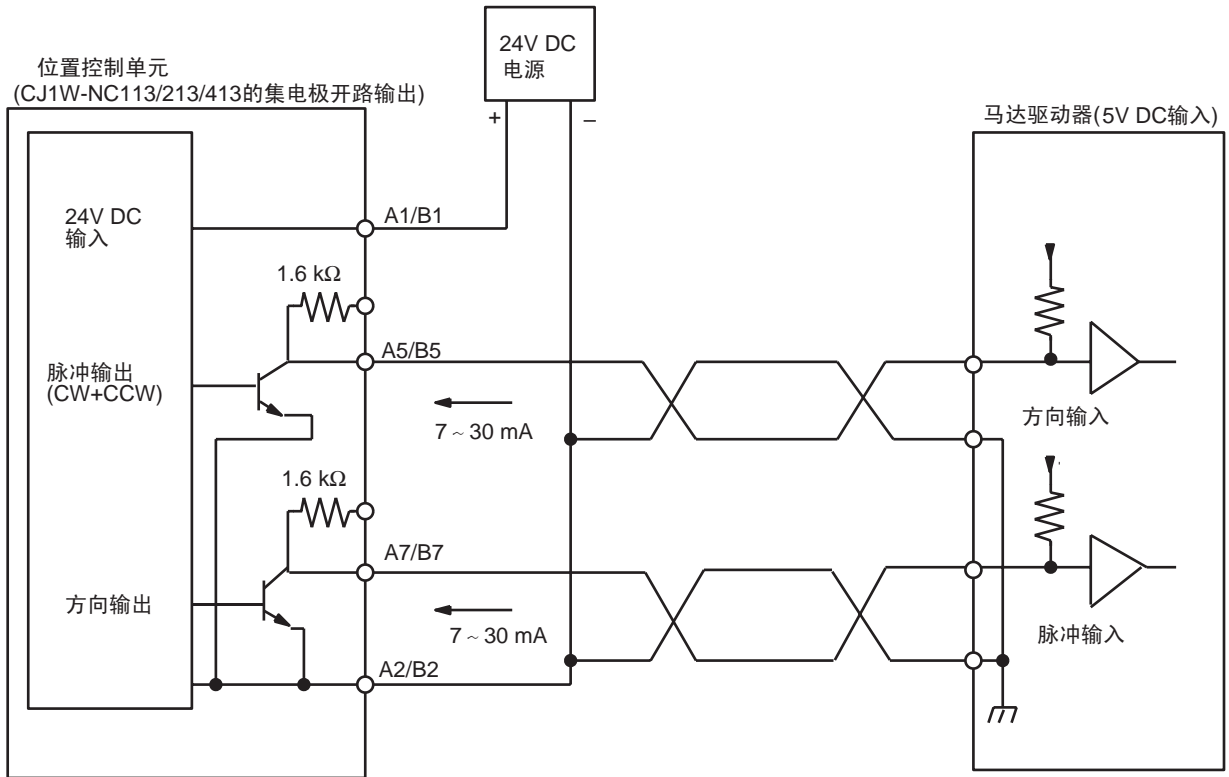 24V DC
电源
位置控制单元
(CJ1W-NC113/213/413的集电极开路输出)
+
–
马达驱动器(5V DC输入)
24V DC
输入
A1/B1
1.6 kΩ
A5/B5
脉冲输出
(CW+CCW)
7~30 mA
方向输入
1.6 kΩ
A7/B7
方向输出
7~30 mA
脉冲输入
A2/B2